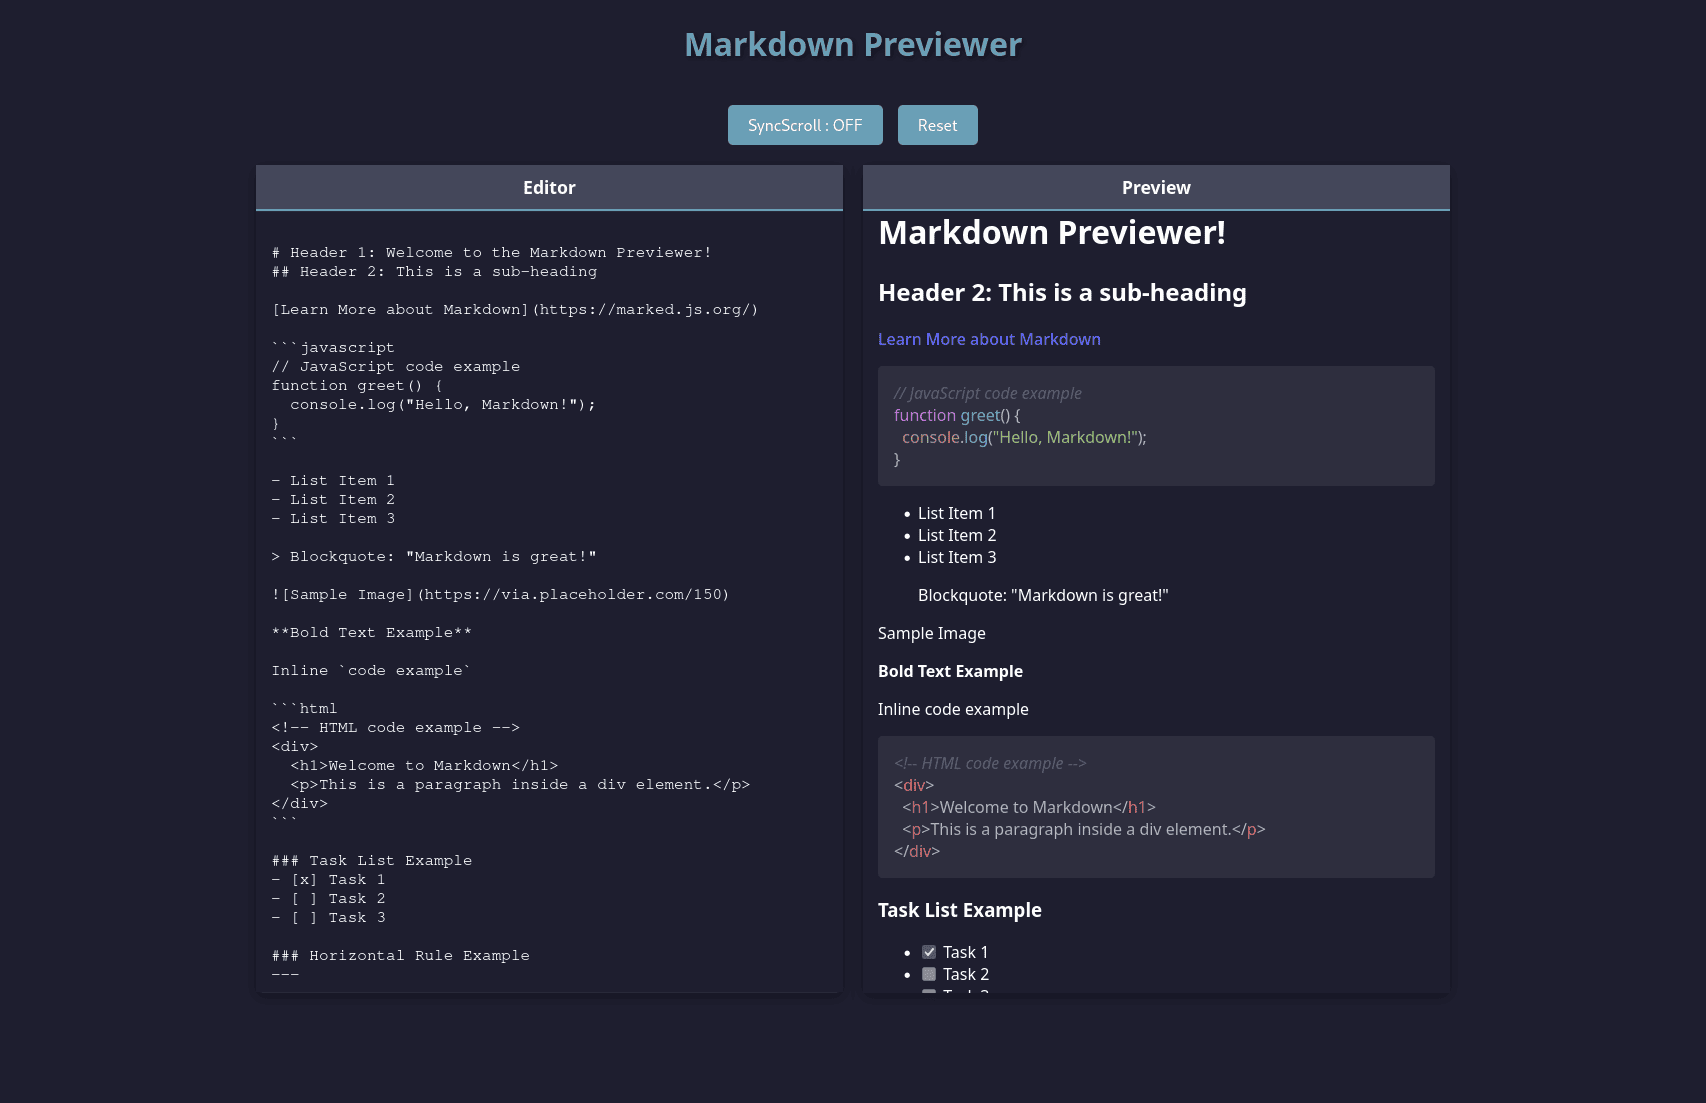 Markdown Previewer
SyncScroll : OFF
Reset
Editor
# Header 1: Welcome to the Markdown Previewer!
## Header 2: This is a sub-heading
[Learn More about Markdown](https://marked.js.org/)
```javascript
// JavaScript code example
function greet() {
  console.log("Hello, Markdown!");
}
```
- List Item 1
- List Item 2
- List Item 3
> Blockquote: "Markdown is great!"
![Sample Image](https://via.placeholder.com/150)
**Bold Text Example**
Inline `code example`
```html
<!-- HTML code example -->
<div>
  <h1>Welcome to Markdown</h1>
  <p>This is a paragraph inside a div element.</p>
</div>
```
### Task List Example
- [x] Task 1
- [ ] Task 2
- [ ] Task 3
### Horizontal Rule Example
---
Preview
Markdown Previewer!
Header 2: This is a sub-heading
Learn More about Markdown
// JavaScript code example
function greet() {
  console.log("Hello, Markdown!");
}
• List Item 1
• List Item 2
• List Item 3
Blockquote: "Markdown is great!"
Sample Image
Bold Text Example
Inline code example
<!-- HTML code example -->
<div>
  <h1>Welcome to Markdown</h1>
  <p>This is a paragraph inside a div element.</p>
</div>
Task List Example
• Task 1
• Task 2